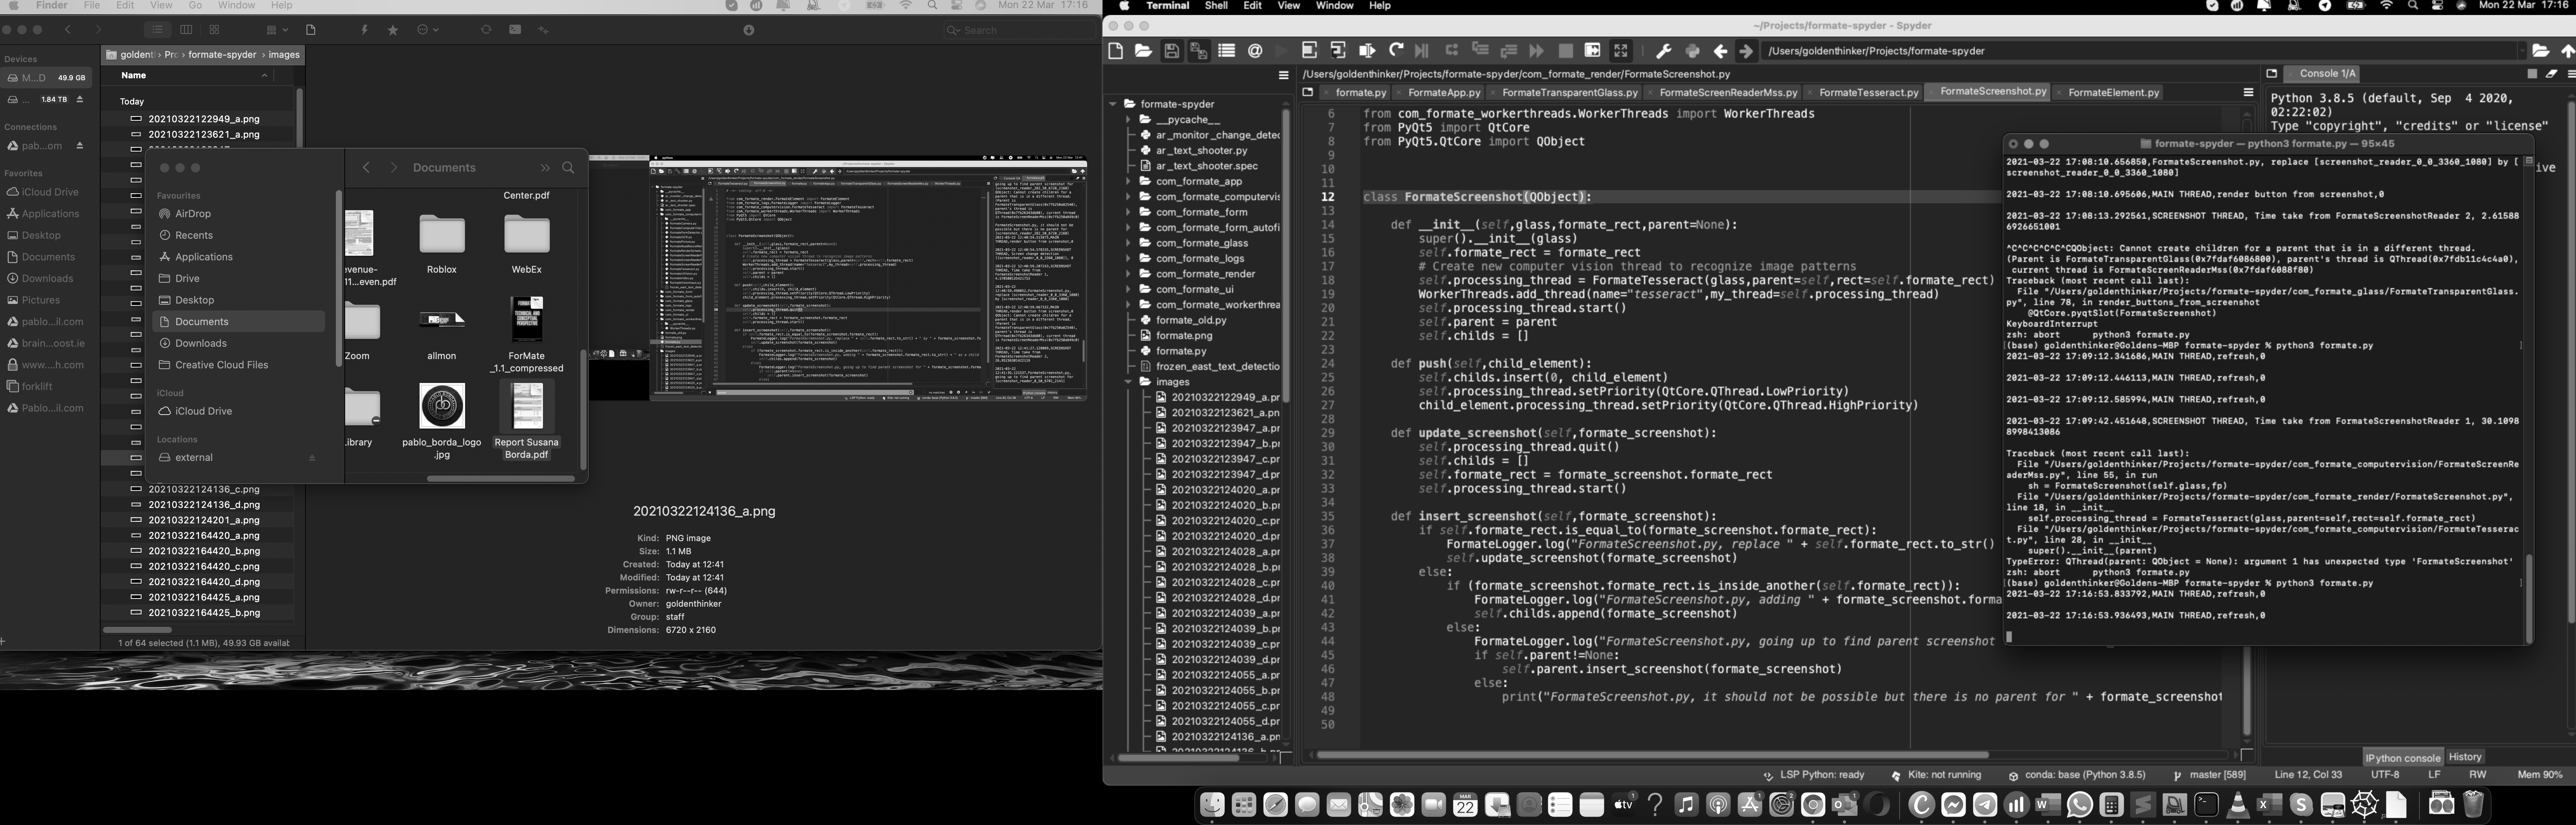 Finder File Edit View Go Window Help Mon 22 Mar 17:16
Search
Devices
M...D 49.9 GB
... 1.84 TB
Connections
pab...om
Favorites
iCloud Drive
Applications
Desktop
Documents
Downloads
Pictures
pablo...il.com
brain...oost.ie
www....h.com
forklift
Pablo...il.com
goldent › Prc › formate-spyder › images
Name
Today
20210322122949_a.png
20210322123621_a.png
20210322124136_c.png
20210322124136_d.png
20210322124201_a.png
20210322164420_a.png
20210322164420_b.png
20210322164420_c.png
20210322164420_d.png
20210322164425_a.png
20210322164425_b.png
1 of 64 selected (1.1 MB), 49.93 GB availat
Favourites
AirDrop
Recents
Applications
Drive
Desktop
Documents
Downloads
Creative Cloud Files
iCloud
iCloud Drive
Locations
external
Documents
Center.pdf
evenue-
11...even.pdf
Roblox
WebEx
Zoom
allmon
ForMate
_1.1_compressed
ibrary
pablo_borda_logo
.jpg
Report Susana
Borda.pdf
20210322124136_a.png
Kind: PNG image
Size: 1.1 MB
Created: Today at 12:41
Modified: Today at 12:41
Permissions: rw-r--r-- (644)
Owner: goldenthinker
Group: staff
Dimensions: 6720 x 2160
Terminal Shell Edit View Window Help Mon 22 Mar 17:16
~/Projects/formate-spyder - Spyder
/Users/goldenthinker/Projects/formate-spyder
/Users/goldenthinker/Projects/formate-spyder/com_formate_render/FormateScreenshot.py
formate.py FormateApp.py FormateTransparentGlass.py FormateScreenReaderMss.py FormateTesseract.py FormateScreenshot.py FormateElement.py
formate-spyder
__pycache__
ar_monitor_change_detec
ar_text_shooter.py
ar_text_shooter.spec
com_formate_app
com_formate_computervis
com_formate_form
com_formate_form_autofi
com_formate_glass
com_formate_logs
com_formate_render
com_formate_ui
com_formate_workerthrea
formate_old.py
formate.png
formate.py
frozen_east_text_detectio
images
20210322122949_a.pr
20210322123621_a.pn
20210322123947_a.pr
20210322123947_b.pr
20210322123947_c.pr
20210322123947_d.pr
20210322124020_a.pr
20210322124020_b.pr
20210322124020_c.pr
20210322124020_d.pr
20210322124028_a.pr
20210322124028_b.pr
20210322124028_c.pr
20210322124028_d.pr
20210322124039_a.pr
20210322124039_b.pr
20210322124039_c.pr
20210322124039_d.pr
20210322124055_a.pr
20210322124055_b.pr
20210322124055_c.pr
20210322124055_d.pr
20210322124136_a.pn
6 from com_formate_workerthreads.WorkerThreads import WorkerThreads
7 from PyQt5 import QtCore
8 from PyQt5.QtCore import QObject
9
10
11
12 class FormateScreenshot(QObject):
13
14 def __init__(self,glass,formate_rect,parent=None):
15 super().__init__(glass)
16 self.formate_rect = formate_rect
17 # Create new computer vision thread to recognize image patterns
18 self.processing_thread = FormateTesseract(glass,parent=self,rect=self.formate_rect)
19 WorkerThreads.add_thread(name="tesseract",my_thread=self.processing_thread)
20 self.processing_thread.start()
21 self.parent = parent
22 self.childs = []
23
24 def push(self,child_element):
25 self.childs.insert(0, child_element)
26 self.processing_thread.setPriority(QtCore.QThread.LowPriority)
27 child_element.processing_thread.setPriority(QtCore.QThread.HighPriority)
28
29 def update_screenshot(self,formate_screenshot):
30 self.processing_thread.quit()
31 self.childs = []
32 self.formate_rect = formate_screenshot.formate_rect
33 self.processing_thread.start()
34
35 def insert_screenshot(self,formate_screenshot):
36 if self.formate_rect.is_equal_to(formate_screenshot.formate_rect):
37 FormateLogger.log("FormateScreenshot.py, replace " + self.formate_rect.to_str()
38 self.update_screenshot(formate_screenshot)
39 else:
40 if (formate_screenshot.formate_rect.is_inside_another(self.formate_rect)):
41 FormateLogger.log("FormateScreenshot.py, adding " + formate_screenshot.forma
42 self.childs.append(formate_screenshot)
43 else:
44 FormateLogger.log("FormateScreenshot.py, going up to find parent screenshot
45 if self.parent!=None:
46 self.parent.insert_screenshot(formate_screenshot)
47 else:
48 print("FormateScreenshot.py, it should not be possible but there is no parent for " + formate_screenshot
49
50
Console 1/A
Python 3.8.5 (default, Sep 4 2020,
02:22:02)
Type "copyright", "credits" or "license"
ive
formate-spyder — python3 formate.py — 95×45
2021-03-22 17:08:10.656850,FormateScreenshot.py, replace [screenshot_reader_0_0_3360_1080] by [
screenshot_reader_0_0_3360_1080]
2021-03-22 17:08:10.695606,MAIN THREAD,render button from screenshot,0
2021-03-22 17:08:13.292561,SCREENSHOT THREAD, Time take from FormateScreenshotReader 2, 2.61588
6926651001
^C^C^C^C^C^CQObject: Cannot create children for a parent that is in a different thread.
(Parent is FormateTransparentGlass(0x7fdaf6086800), parent's thread is QThread(0x7fdb11c4c4a0),
current thread is FormateScreenReaderMss(0x7fdaf6088f80)
Traceback (most recent call last):
File "/Users/goldenthinker/Projects/formate-spyder/com_formate_glass/FormateTransparentGlass.
py", line 78, in render_buttons_from_screenshot
@QtCore.pyqtSlot(FormateScreenshot)
KeyboardInterrupt
zsh: abort python3 formate.py
(base) goldenthinker@Goldens-MBP formate-spyder % python3 formate.py
2021-03-22 17:09:12.341686,MAIN THREAD,refresh,0
2021-03-22 17:09:12.446113,MAIN THREAD,refresh,0
2021-03-22 17:09:12.585994,MAIN THREAD,refresh,0
2021-03-22 17:09:42.451648,SCREENSHOT THREAD, Time take from FormateScreenshotReader 1, 30.1098
8998413086
Traceback (most recent call last):
File "/Users/goldenthinker/Projects/formate-spyder/com_formate_computervision/FormateScreenRe
aderMss.py", line 55, in run
sh = FormateScreenshot(self.glass,fp)
File "/Users/goldenthinker/Projects/formate-spyder/com_formate_render/FormateScreenshot.py",
line 18, in __init__
self.processing_thread = FormateTesseract(glass,parent=self,rect=self.formate_rect)
File "/Users/goldenthinker/Projects/formate-spyder/com_formate_computervision/FormateTesserac
t.py", line 28, in __init__
super().__init__(parent)
TypeError: QThread(parent: QObject = None): argument 1 has unexpected type 'FormateScreenshot'
zsh: abort python3 formate.py
(base) goldenthinker@Goldens-MBP formate-spyder % python3 formate.py
2021-03-22 17:16:53.833792,MAIN THREAD,refresh,0
2021-03-22 17:16:53.936493,MAIN THREAD,refresh,0
IPython console History
LSP Python: ready Kite: not running conda: base (Python 3.8.5) master [589] Line 12, Col 33 UTF-8 LF RW Mem 90%
MAR
22
tv